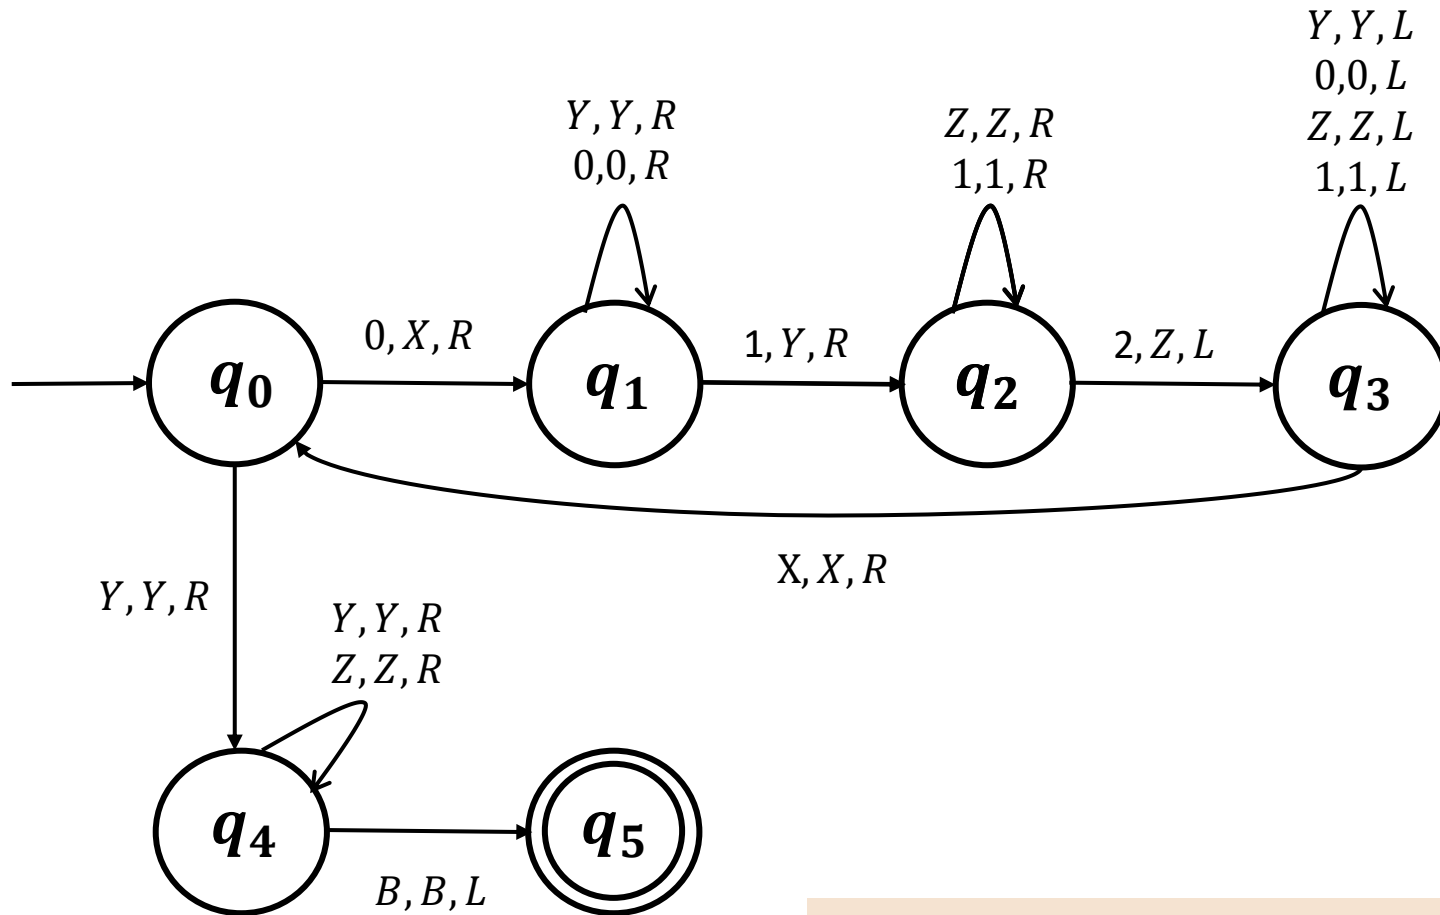 Y, Y, L
0,0, L
Z, Z, L
1,1, L
Y, Y, R
0,0, R
Z, Z, R
1,1, R
0, X, R
1, Y, R
2, Z, L
q0
q1
q2
q3
X, X, R
Y, Y, R
Y, Y, R
Z, Z, R
q4
q5
B, B, L